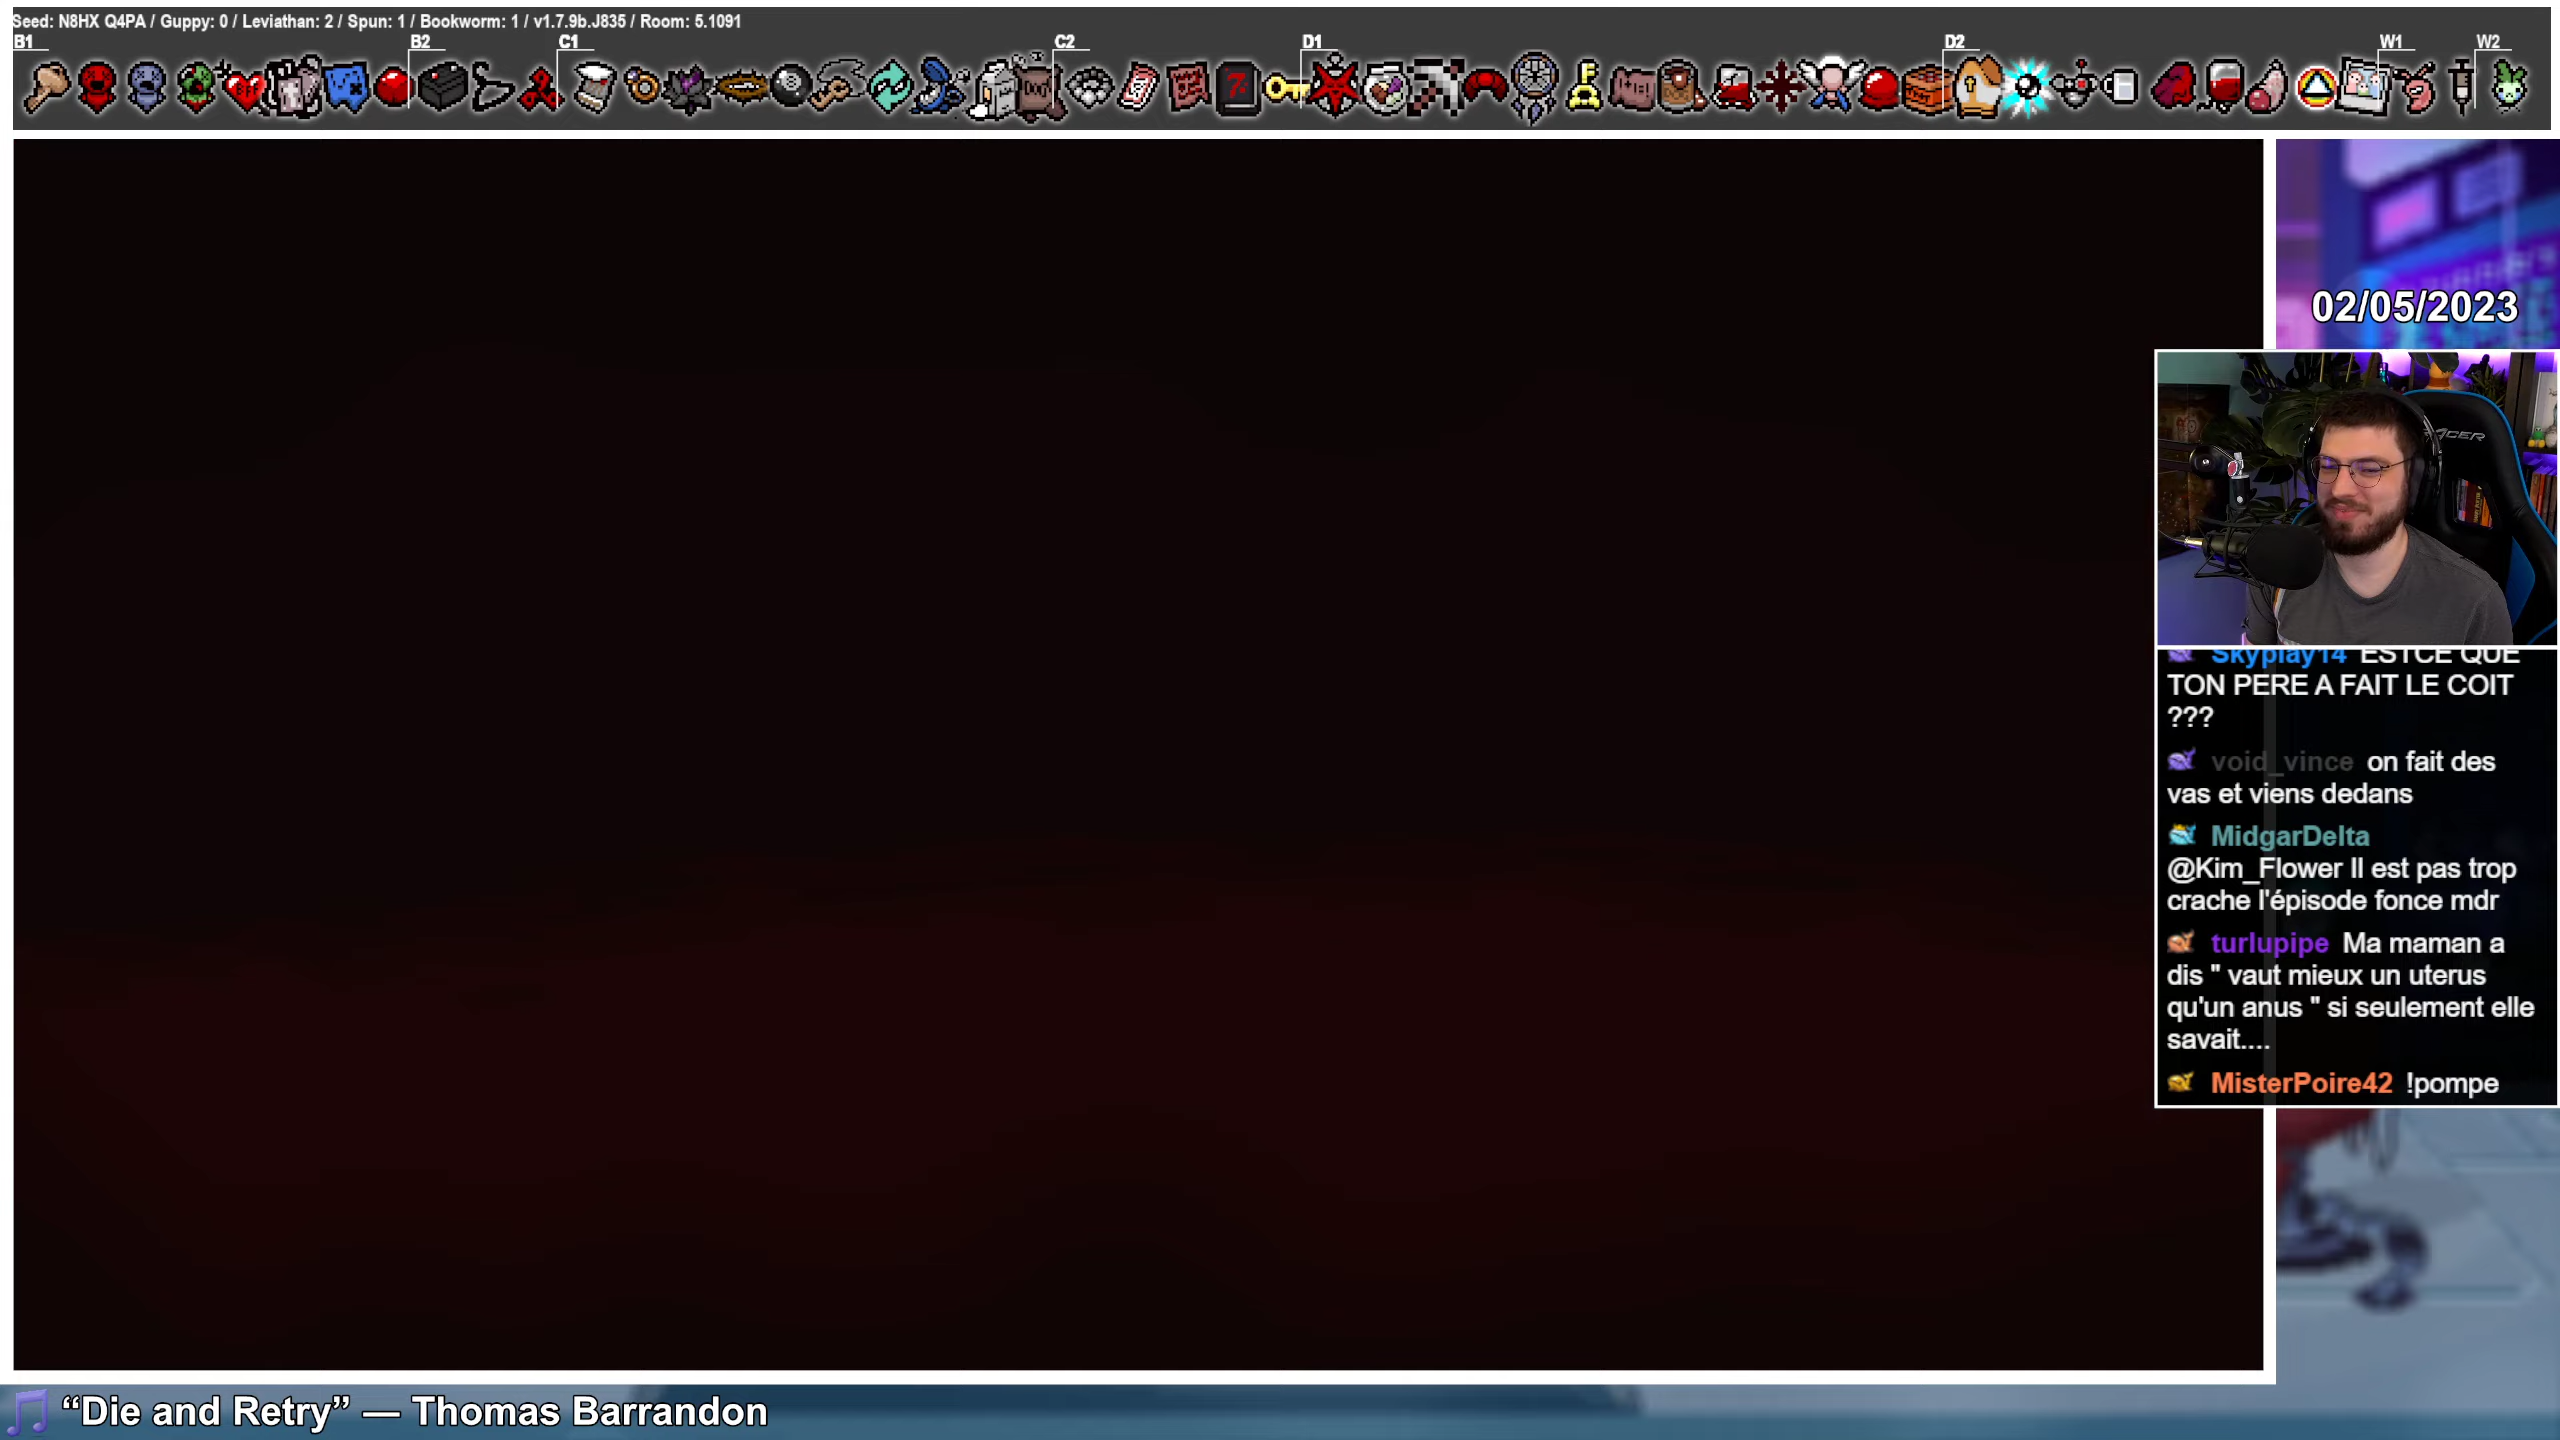 Seed: N8HX Q4PA / Guppy: 0 / Leviathan: 2 / Spun: 1 / Bookworm: 1 / v1.7.9b.J835 / Room: 5.1091
B1 B2 C1 C2 D1 D2 W1 W2
02/05/2023
Skyplay14 ESTCE QUE
TON PERE A FAIT LE COIT
???
void_vince on fait des
vas et viens dedans
MidgarDelta
@Kim_Flower Il est pas trop
crache l'épisode fonce mdr
turlupipe Ma maman a
dis " vaut mieux un uterus
qu'un anus " si seulement elle
savait....
MisterPoire42 !pompe
“Die and Retry” — Thomas Barrandon